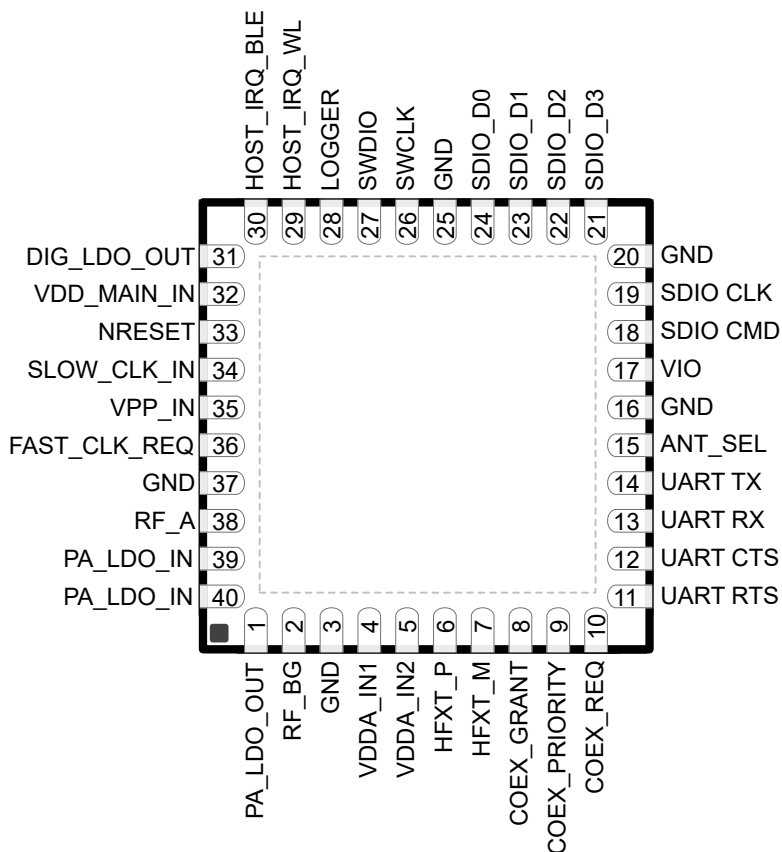 HOST_IRQ_BLE
HOST_IRQ_WL
LOGGER
SWDIO
SWCLK
GND
SDIO_D0
SDIO_D1
SDIO_D2
SDIO_D3
30
29
28
27
26
25
24
23
22
21
DIG_LDO_OUT 31
VDD_MAIN_IN 32
NRESET 33
SLOW_CLK_IN 34
VPP_IN 35
FAST_CLK_REQ 36
GND 37
RF_A 38
PA_LDO_IN 39
PA_LDO_IN 40
20 GND
19 SDIO CLK
18 SDIO CMD
17 VIO
16 GND
15 ANT_SEL
14 UART TX
13 UART RX
12 UART CTS
11 UART RTS
1
2
3
4
5
6
7
8
9
10
PA_LDO_OUT
RF_BG
GND
VDDA_IN1
VDDA_IN2
HFXT_P
HFXT_M
COEX_GRANT
COEX_PRIORITY
COEX_REQ